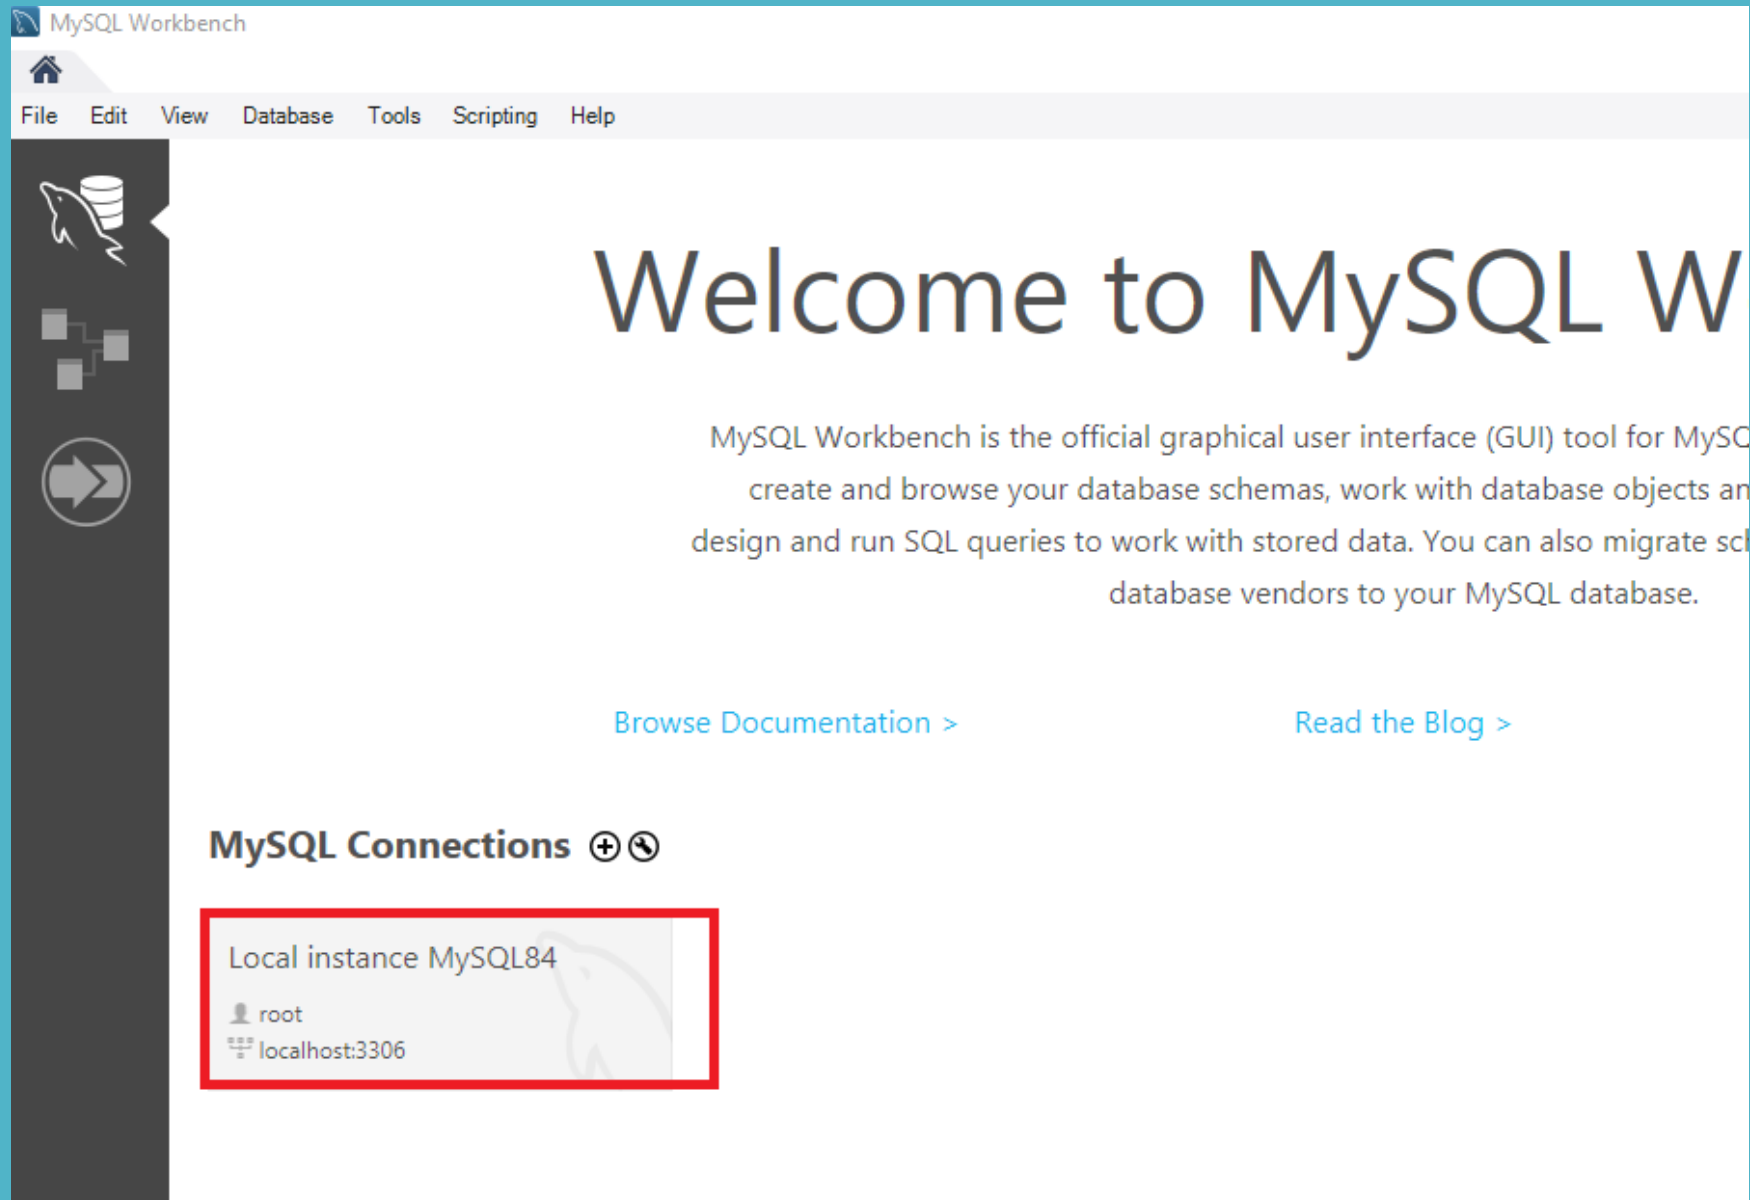 MySQL Workbench
File Edit View Database Tools Scripting Help
Welcome to MySQL W
MySQL Workbench is the official graphical user interface (GUI) tool for MySQ
create and browse your database schemas, work with database objects an
design and run SQL queries to work with stored data. You can also migrate sch
database vendors to your MySQL database.
Browse Documentation > Read the Blog >
MySQL Connections
Local instance MySQL84
root
localhost:3306